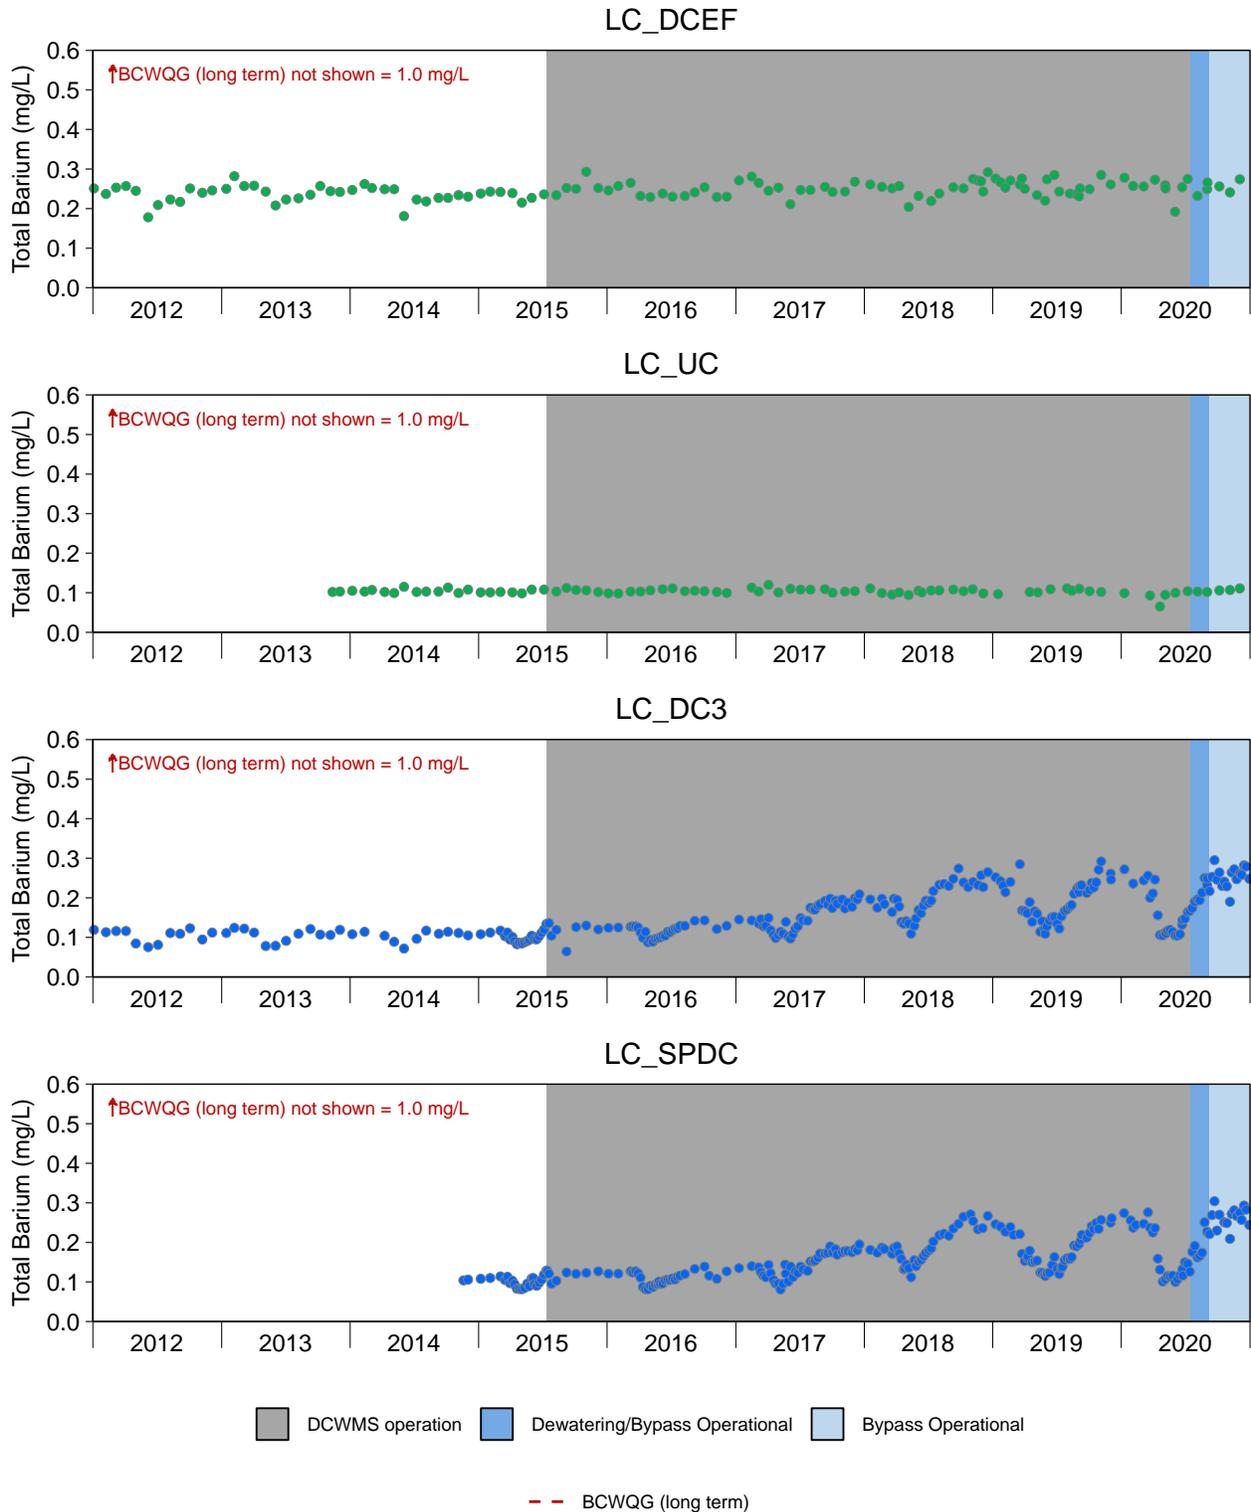 LC_DCEF
Total Barium (mg/L)
0.6
0.5
0.4
0.3
0.2
0.1
0.0
↑BCWQG (long term) not shown = 1.0 mg/L
2012 2013 2014 2015 2016 2017 2018 2019 2020
LC_UC
Total Barium (mg/L)
0.6
0.5
0.4
0.3
0.2
0.1
0.0
↑BCWQG (long term) not shown = 1.0 mg/L
2012 2013 2014 2015 2016 2017 2018 2019 2020
LC_DC3
Total Barium (mg/L)
0.6
0.5
0.4
0.3
0.2
0.1
0.0
↑BCWQG (long term) not shown = 1.0 mg/L
2012 2013 2014 2015 2016 2017 2018 2019 2020
LC_SPDC
Total Barium (mg/L)
0.6
0.5
0.4
0.3
0.2
0.1
0.0
↑BCWQG (long term) not shown = 1.0 mg/L
2012 2013 2014 2015 2016 2017 2018 2019 2020
DCWMS operation Dewatering/Bypass Operational Bypass Operational
BCWQG (long term)